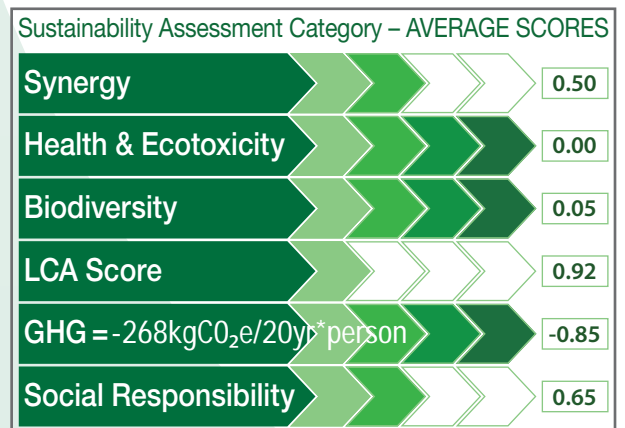 Sustainability Assessment Category – AVERAGE SCORES
Synergy 0.50
Health & Ecotoxicity 0.00
Biodiversity 0.05
LCA Score 0.92
GHG = -268kgC0₂e/20yr*person -0.85
Social Responsibility 0.65